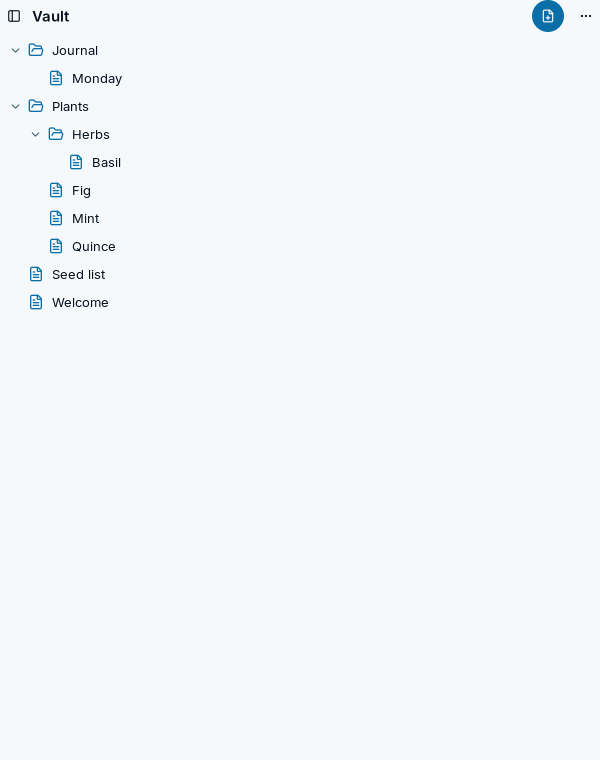 Vault
Journal
Monday
Plants
Herbs
Basil
Fig
Mint
Quince
Seed list
Welcome